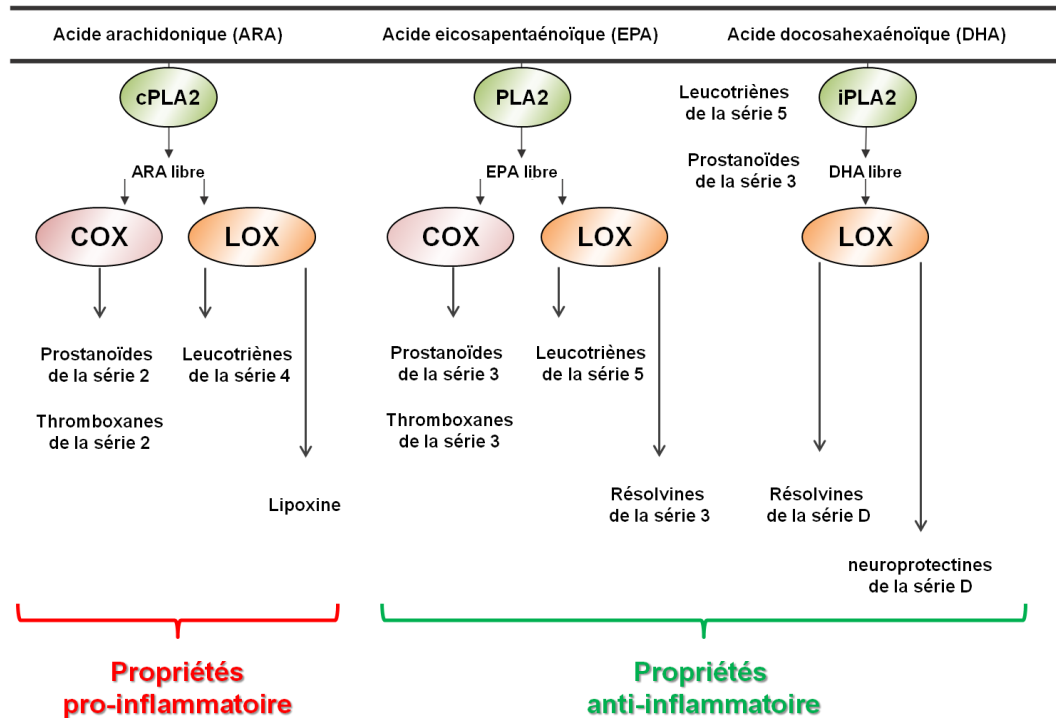 Acide arachidonique (ARA)
Acide eicosapentaénoïque (EPA)
Acide docosahexaénoïque (DHA)
cPLA2
PLA2
Leucotriènes
de la série 5
iPLA2
Prostanoïdes
de la série 3
ARA libre
EPA libre
DHA libre
COX
LOX
COX
LOX
LOX
Prostanoïdes
de la série 2
Leucotriènes
de la série 4
Prostanoïdes
de la série 3
Leucotriènes
de la série 5
Thromboxanes
de la série 2
Thromboxanes
de la série 3
Lipoxine
Résolvines
de la série 3
Résolvines
de la série D
neuroprotectines
de la série D
Propriétés
pro-inflammatoire
Propriétés
anti-inflammatoire